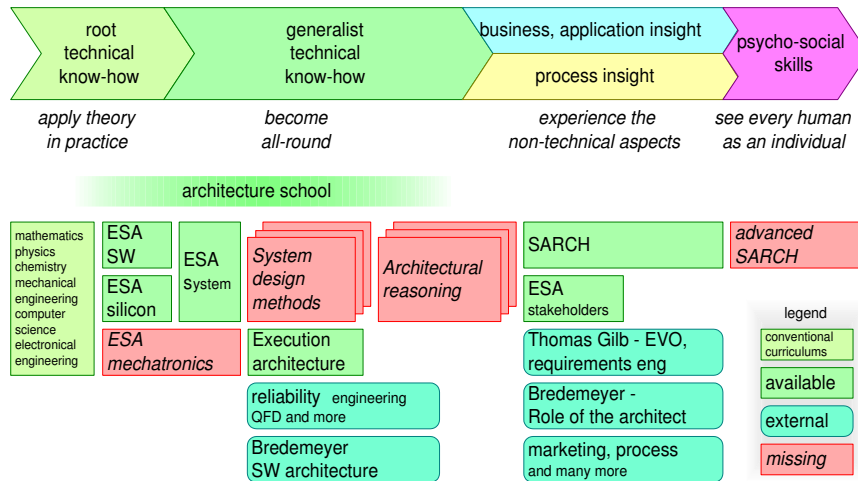 root
technical
know-how
generalist
technical
know-how
business, application insight
process insight
psycho-social
skills
apply theory
in practice
become
all-round
experience the
non-technical aspects
see every human
as an individual
architecture school
mathematics
physics
chemistry
mechanical
engineering
computer
science
electronical
engineering
ESA
SW
ESA
silicon
ESA
mechatronics
ESA
System
System
design
methods
Architectural
reasoning
Execution
architecture
reliability engineering
QFD and more
Bredemeyer
SW architecture
SARCH
ESA
stakeholders
Thomas Gilb - EVO,
requirements eng
Bredemeyer -
Role of the architect
marketing, process
and many more
advanced
SARCH
legend
conventional
curriculums
available
external
missing